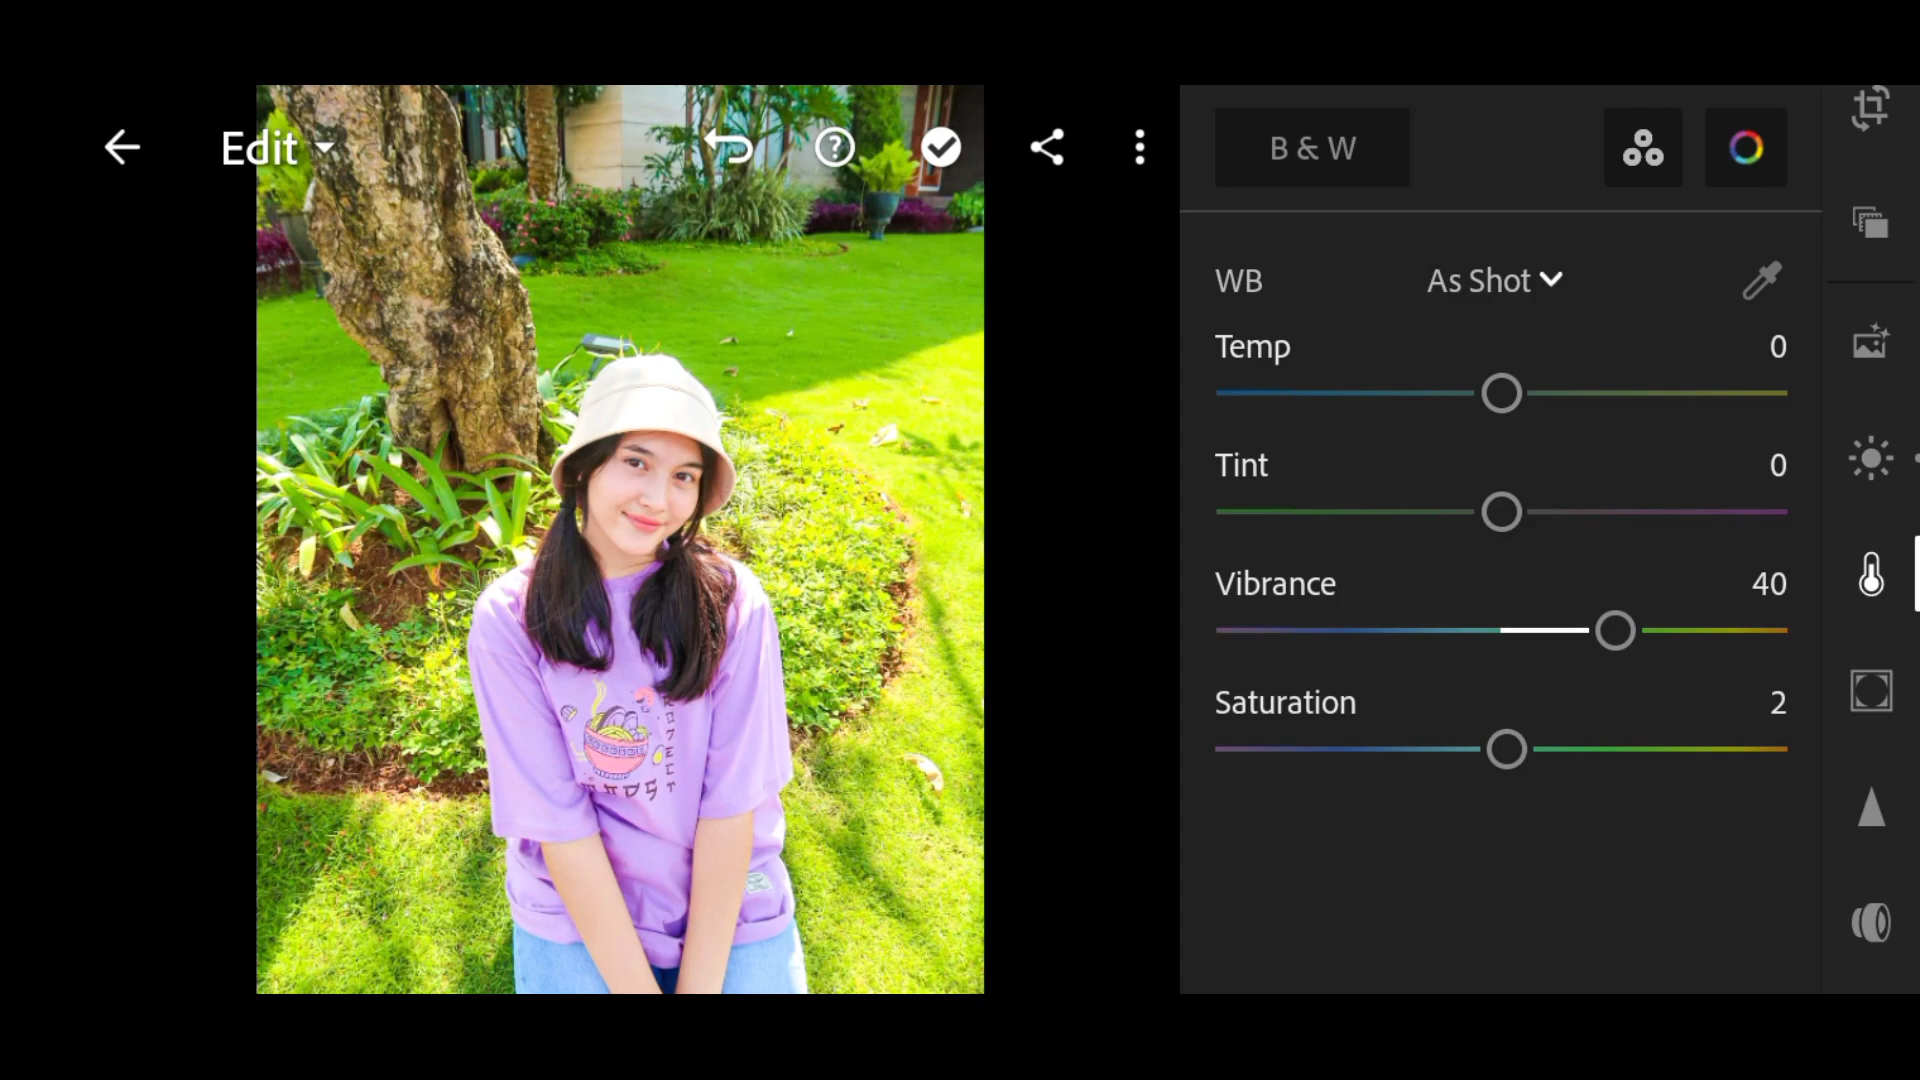 Edit
B & W
WB As Shot
Temp 0
Tint 0
Vibrance 40
Saturation 2